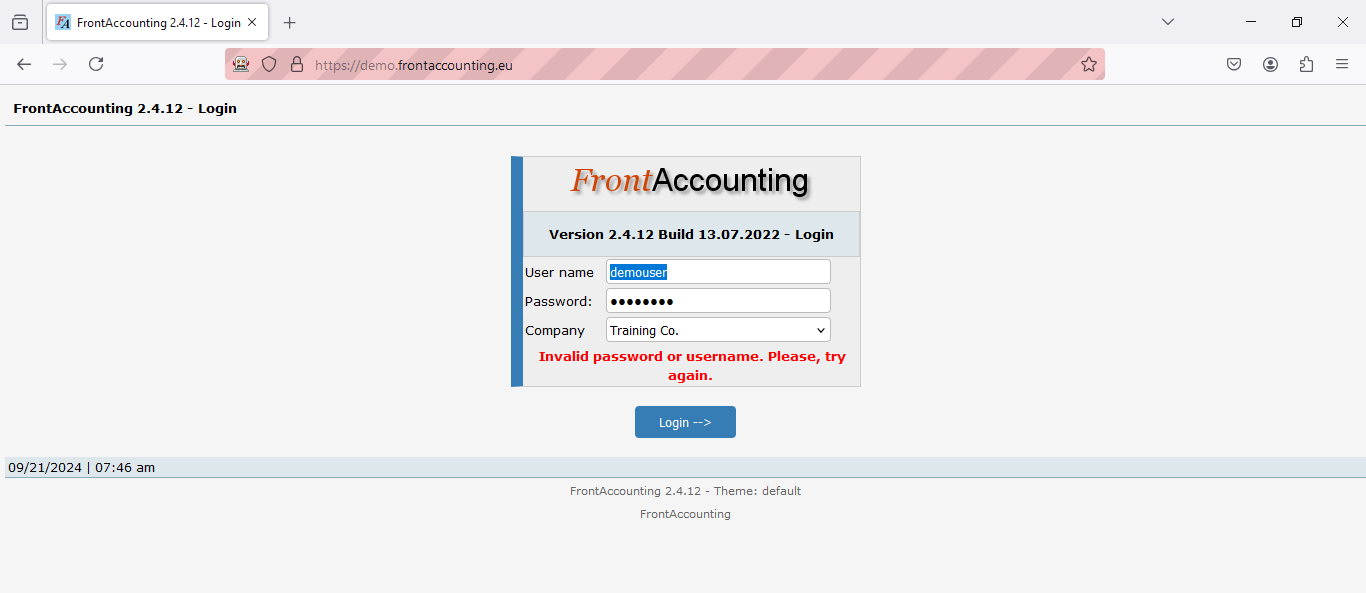 FrontAccounting 2.4.12 - Login
https://demo.frontaccounting.eu
FrontAccounting 2.4.12 - Login
FrontAccounting
Version 2.4.12 Build 13.07.2022 - Login
User name demouser
Password: ●●●●●●●●
Company Training Co.
Invalid password or username. Please, try
again.
Login -->
09/21/2024 | 07:46 am
FrontAccounting 2.4.12 - Theme: default
FrontAccounting